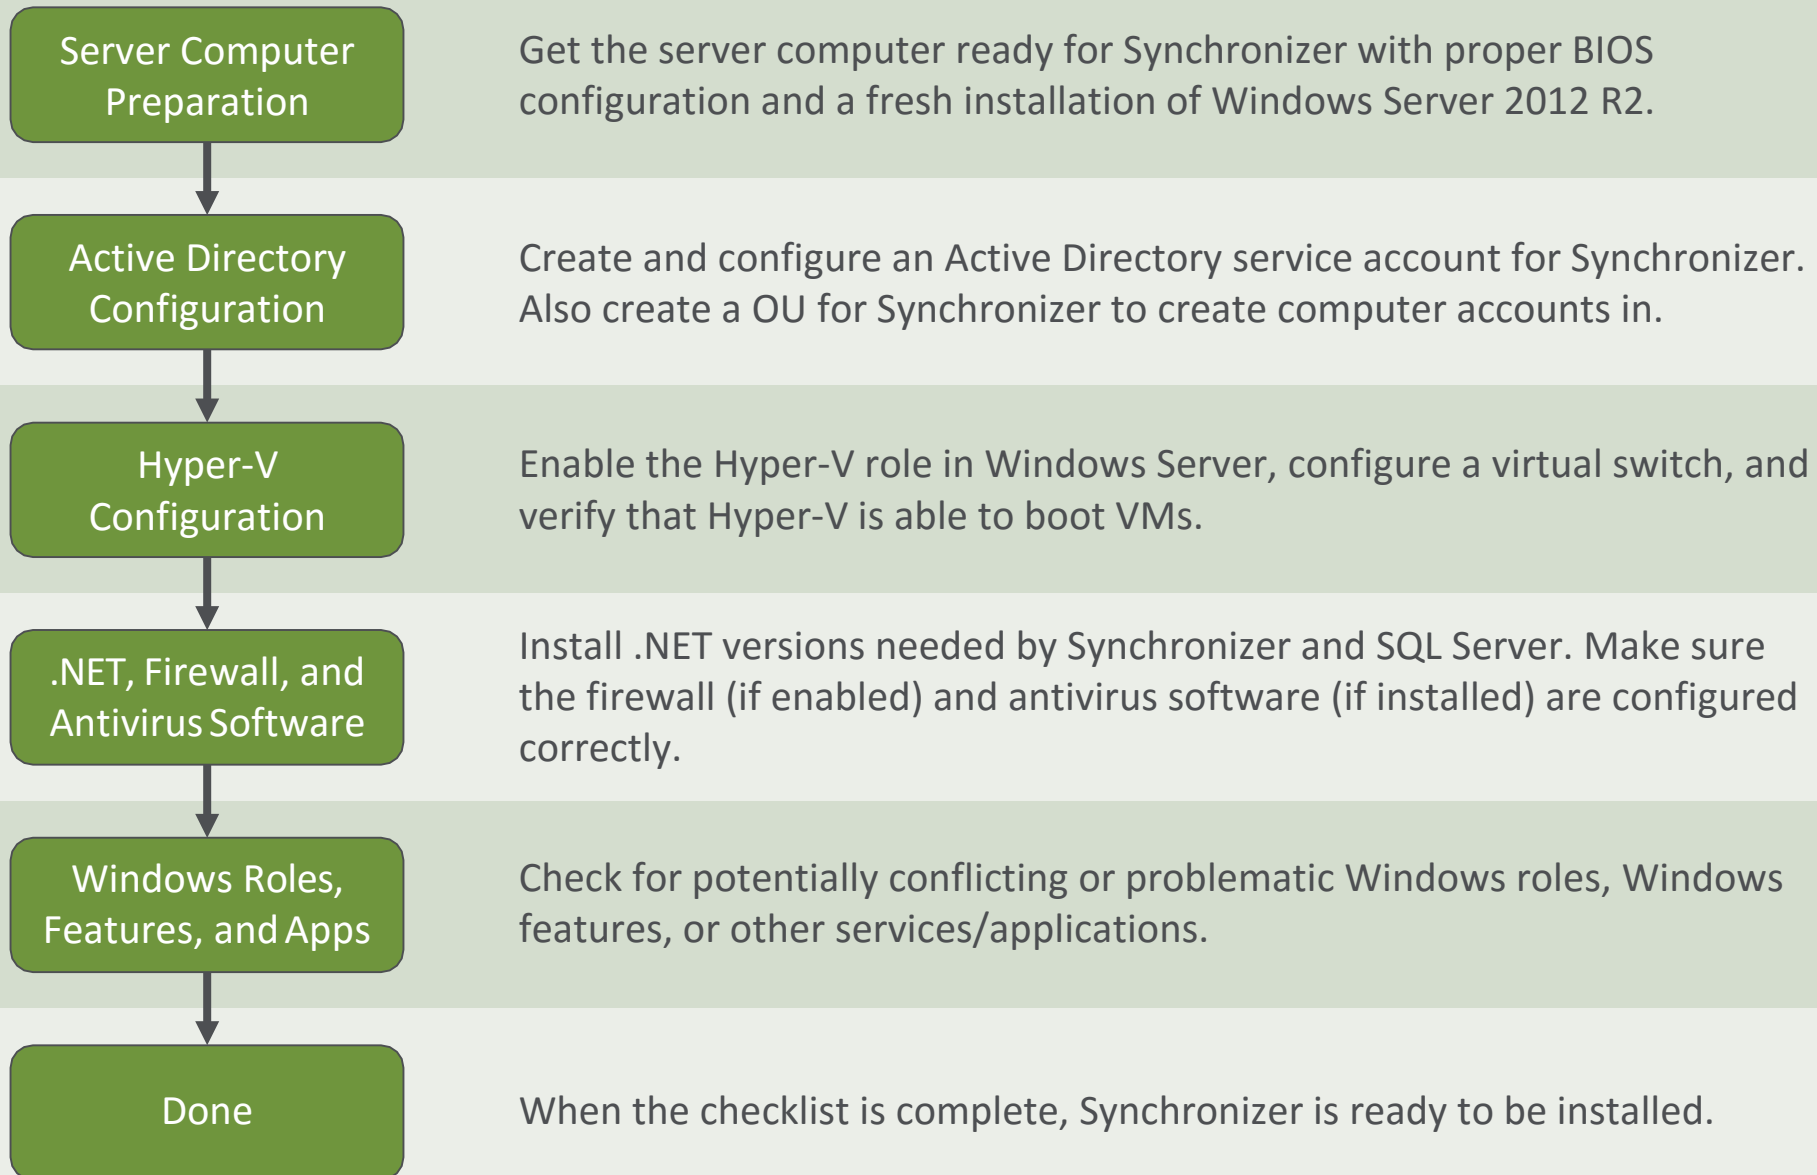 Server Computer
Preparation
Get the server computer ready for Synchronizer with proper BIOS
configuration and a fresh installation of Windows Server 2012 R2.
Active Directory
Configuration
Create and configure an Active Directory service account for Synchronizer.
Also create a OU for Synchronizer to create computer accounts in.
Hyper-V
Configuration
Enable the Hyper-V role in Windows Server, configure a virtual switch, and
verify that Hyper-V is able to boot VMs.
.NET, Firewall, and
Antivirus Software
Install .NET versions needed by Synchronizer and SQL Server. Make sure
the firewall (if enabled) and antivirus software (if installed) are configured
correctly.
Windows Roles,
Features, and Apps
Check for potentially conflicting or problematic Windows roles, Windows
features, or other services/applications.
Done
When the checklist is complete, Synchronizer is ready to be installed.